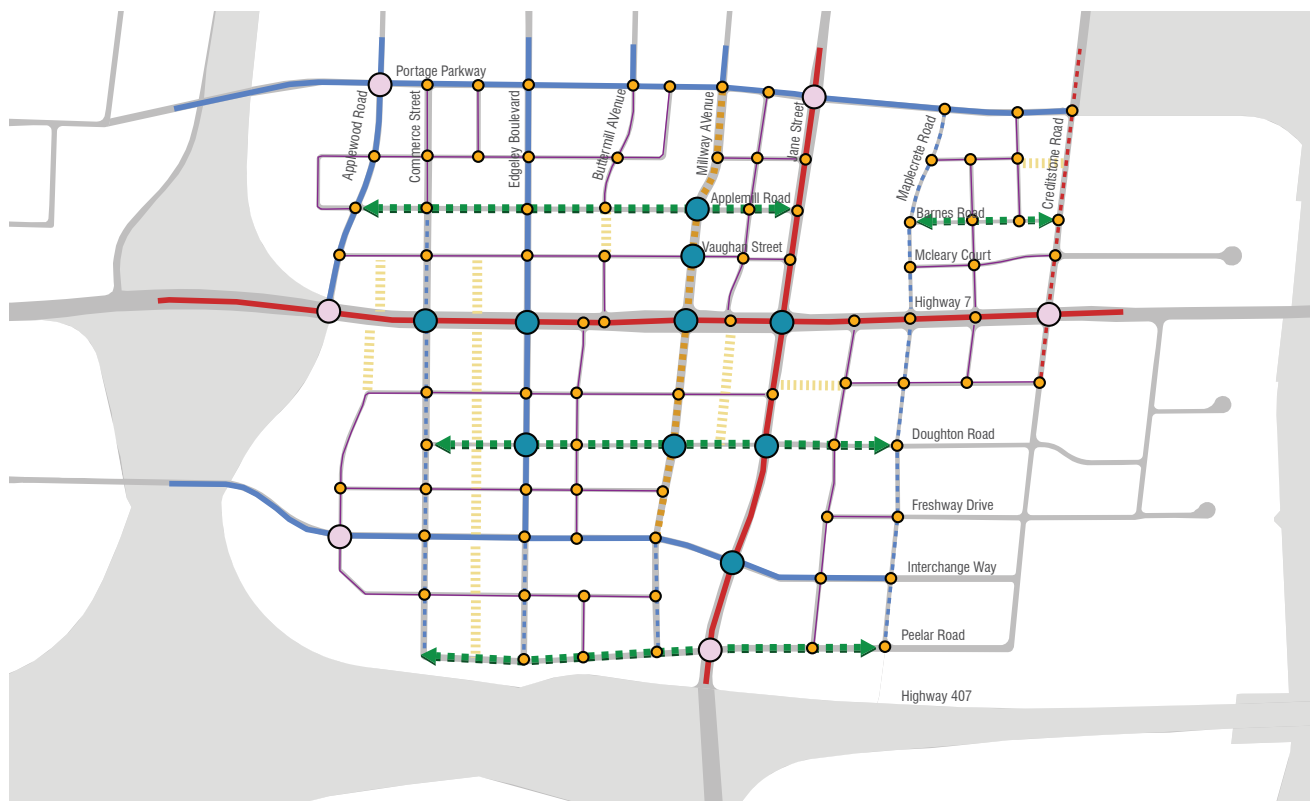 Portage Parkway
Applewood Road
Commerce Street
Edgeley Boulevard
Buttermill AVenue
Millway AVenue
Jane Street
Maplecrete Road
Creditstone Road
Applemill Road
Barnes Road
Vaughan Street
Mcleary Court
Highway 7
Doughton Road
Freshway Drive
Interchange Way
Peelar Road
Highway 407